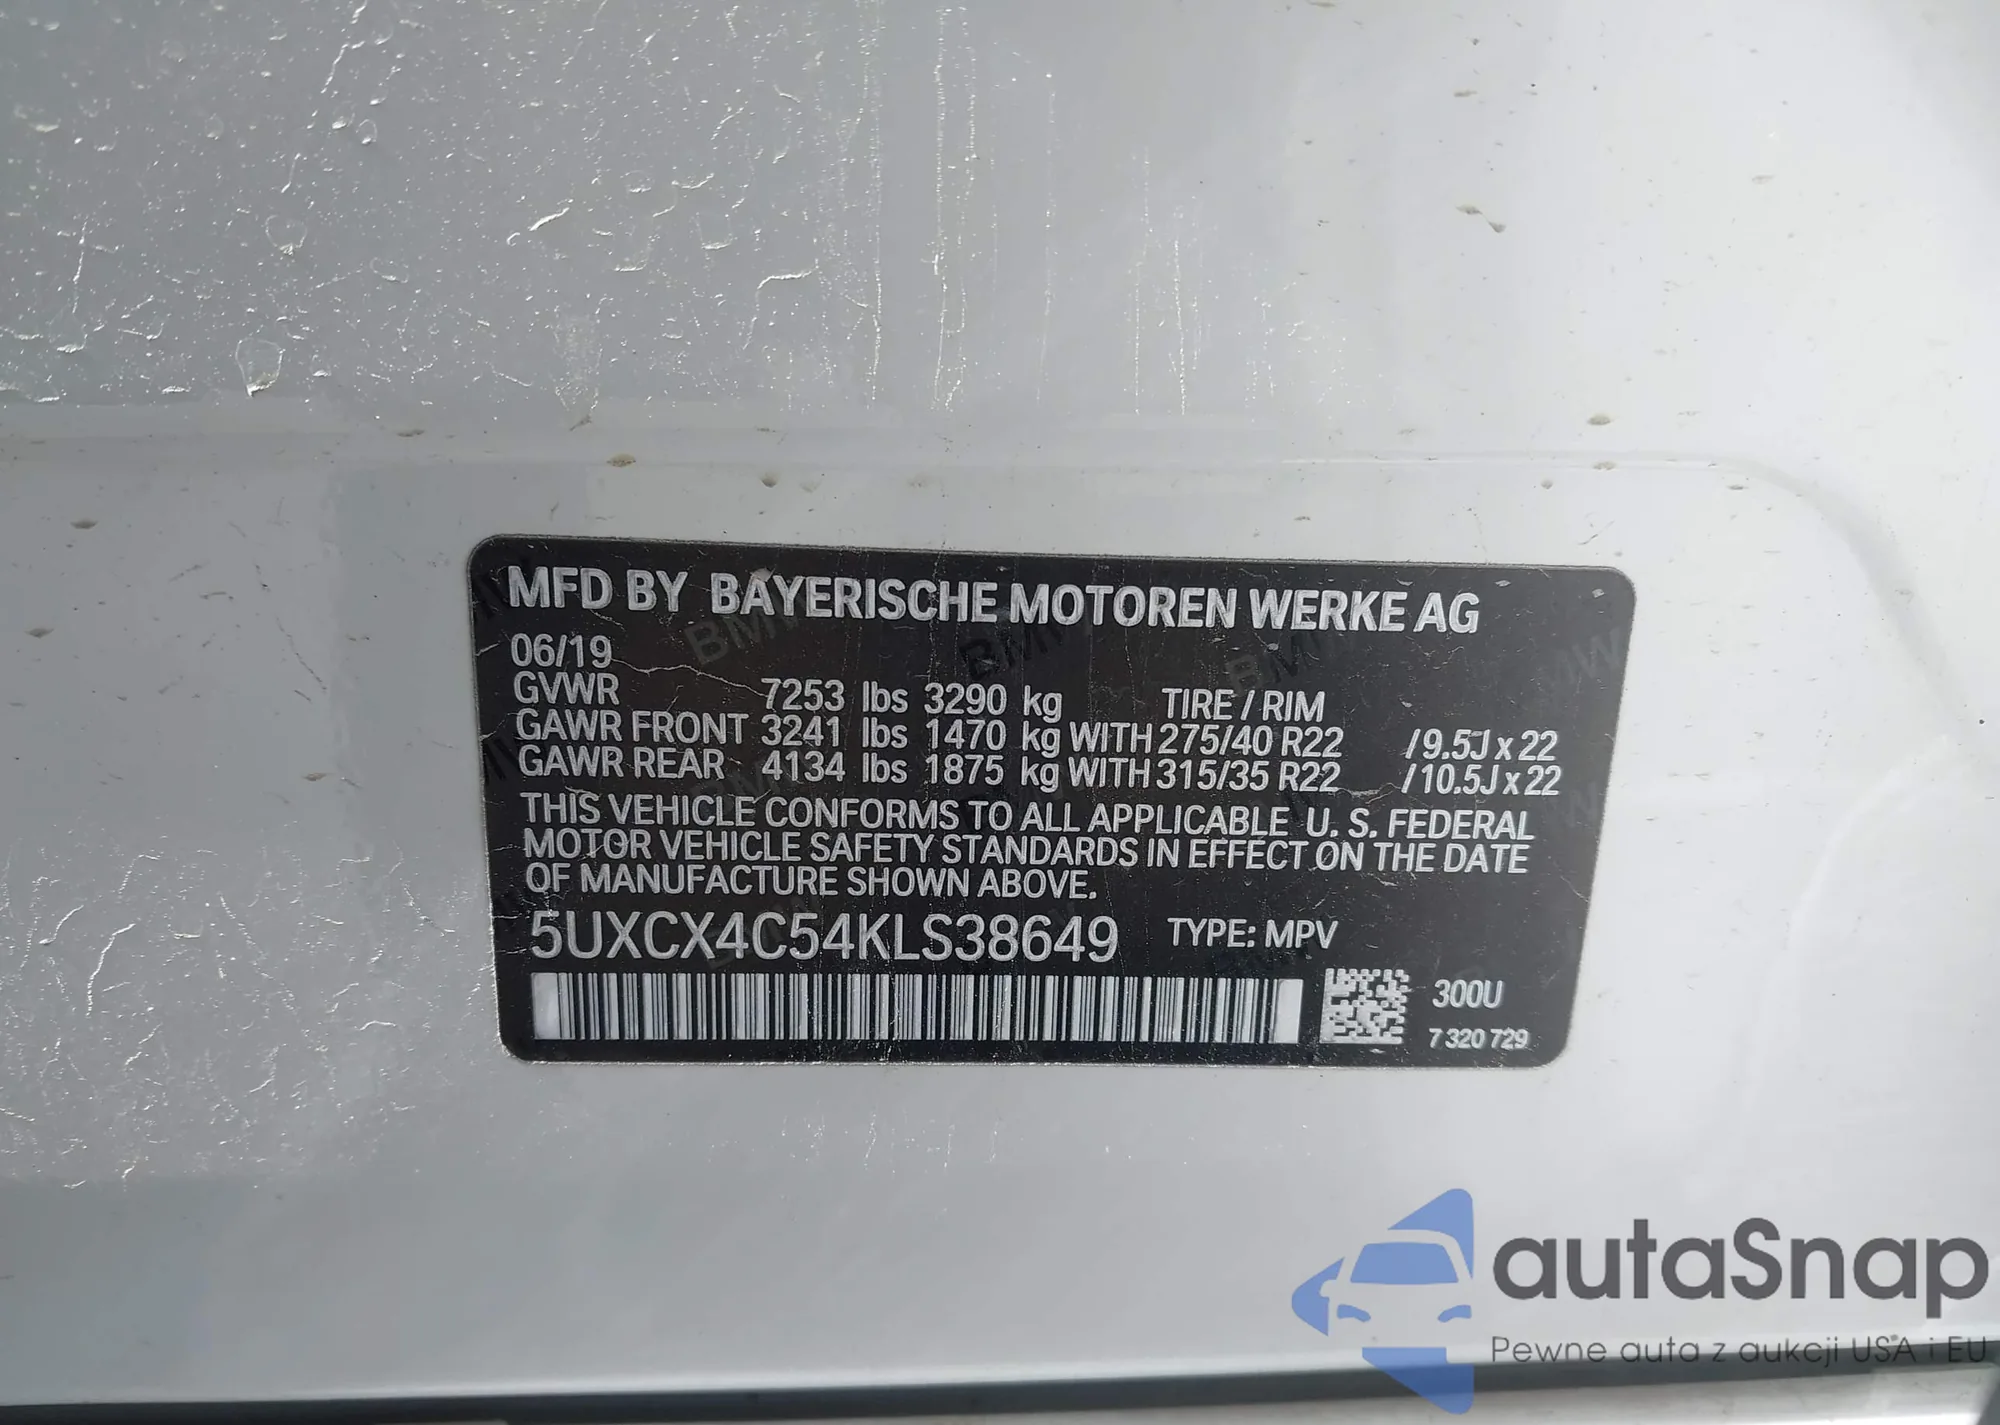 MFD BY BAYERISCHE MOTOREN WERKE AG
06/19
GVWR 7253 lbs 3290 kg TIRE / RIM
GAWR FRONT 3241 lbs 1470 kg WITH 275/40 R22 /9.5J x 22
GAWR REAR 4134 lbs 1875 kg WITH 315/35 R22 /10.5J x 22
THIS VEHICLE CONFORMS TO ALL APPLICABLE U. S. FEDERAL
MOTOR VEHICLE SAFETY STANDARDS IN EFFECT ON THE DATE
OF MANUFACTURE SHOWN ABOVE.
5UXCX4C54KLS38649 TYPE: MPV
300U
7 320 729
autaSnap
Pewne auta z aukcji USA i EU